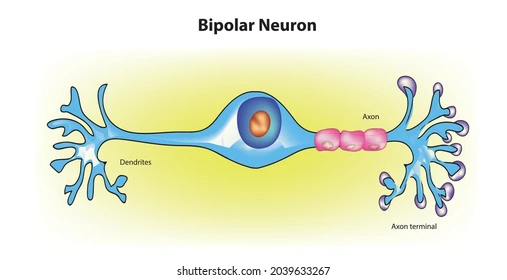 Bipolar Neuron
Axon
Dendrites
Axon terminal
shutterstock.com · 2039633267